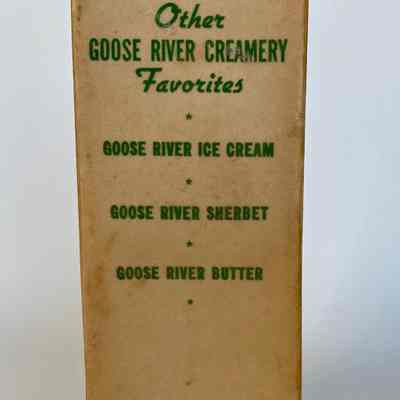 Other
GOOSE RIVER CREAMERY
Favorites
*
GOOSE RIVER ICE CREAM
*
GOOSE RIVER SHERBET
*
GOOSE RIVER BUTTER
*